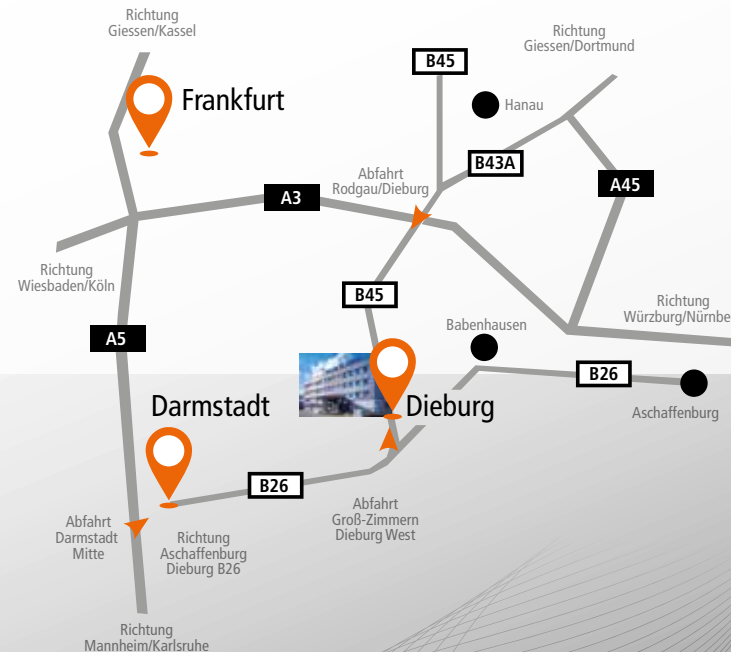 Richtung
Giessen/Kassel
Richtung
Giessen/Dortmund
B45
Frankfurt
Hanau
B43A
Abfahrt
Rodgau/Dieburg
A3
A45
Richtung
Wiesbaden/Köln
B45
Richtung
Würzburg/Nürnbe
A5
Babenhausen
B26
Darmstadt
Dieburg
Aschaffenburg
B26
Abfahrt
Groß-Zimmern
Dieburg West
Abfahrt
Darmstadt
Mitte
Richtung
Aschaffenburg
Dieburg B26
Richtung
Mannheim/Karlsruhe